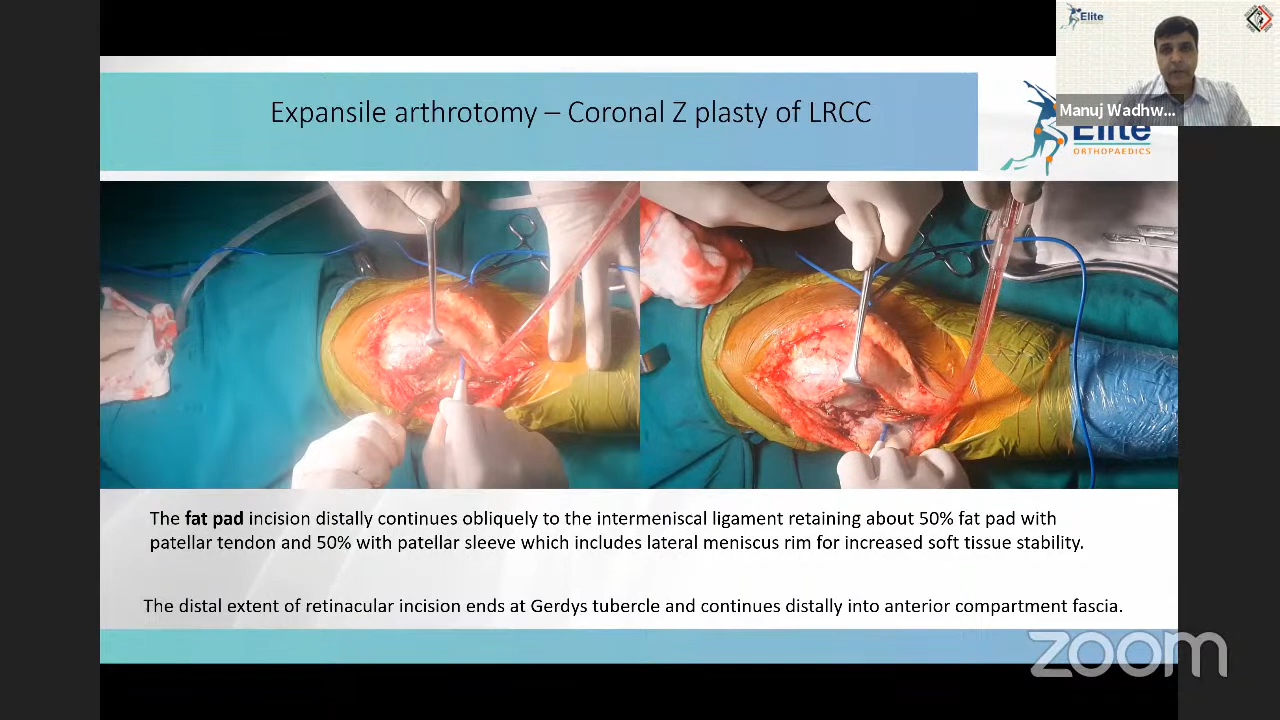 Elite
Manuj Wadhw...
Expansile arthrotomy – Coronal Z plasty of LRCC
Elite
ORTHOPAEDICS
The fat pad incision distally continues obliquely to the intermeniscal ligament retaining about 50% fat pad with
patellar tendon and 50% with patellar sleeve which includes lateral meniscus rim for increased soft tissue stability.
The distal extent of retinacular incision ends at Gerdys tubercle and continues distally into anterior compartment fascia.
zoom